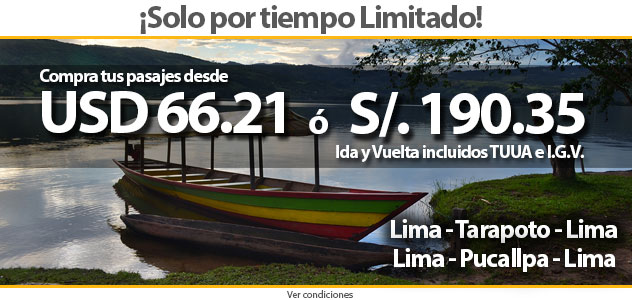 ¡Solo por tiempo Limitado!
Compra tus pasajes desde
USD 66.21 ó S/. 190.35
Ida y Vuelta incluidos TUUA e I.G.V.
Lima - Tarapoto - Lima
Lima - Pucallpa - Lima
Ver condiciones